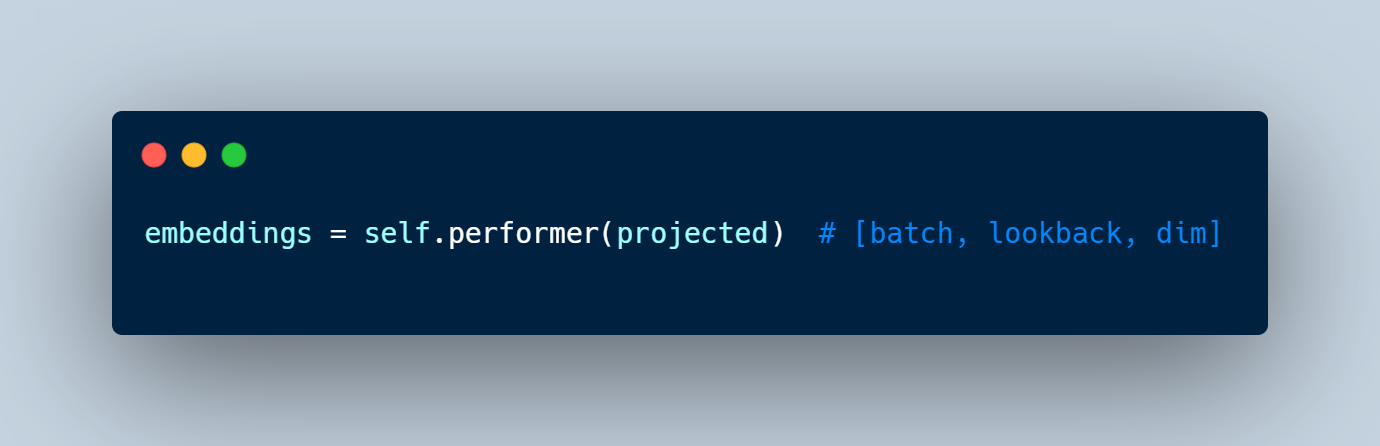 embeddings = self.performer(projected)  # [batch, lookback, dim]